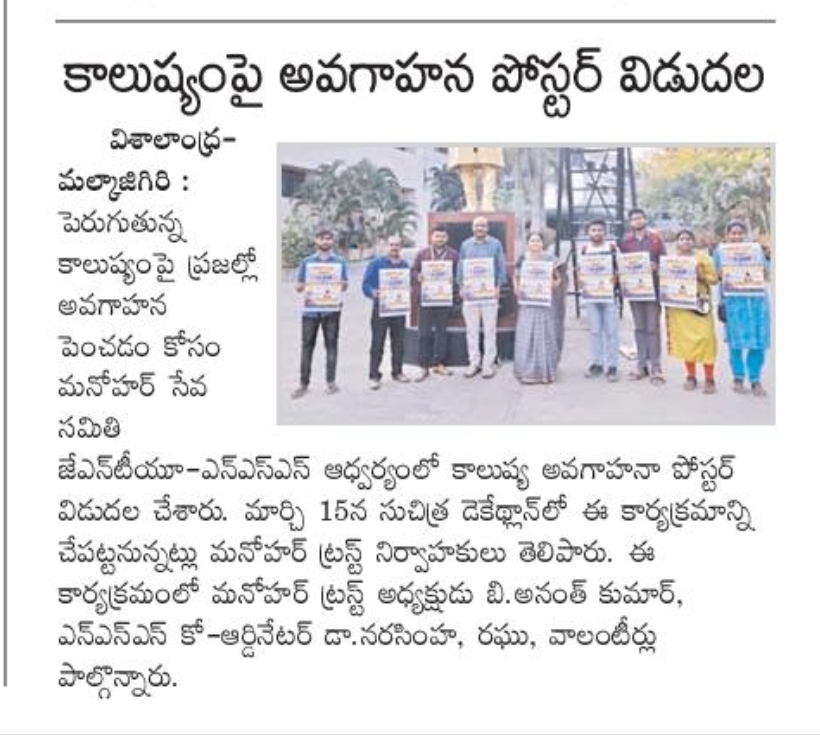 కాలుష్యంపై అవగాహన పోస్టర్ విడుదల
విశాలాంధ్ర-
మల్కాజిగిరి :
పెరుగుతున్న
కాలుష్యంపై ప్రజల్లో
అవగాహన
పెంచడం కోసం
మనోహర్ సేవ
సమితి
జేఎన్‌టీయూ-ఎన్ఎస్ఎస్ ఆధ్వర్యంలో కాలుష్య అవగాహనా పోస్టర్
విడుదల చేశారు. మార్చి 15న సుచిత్ర డెకేథ్లాన్‌లో ఈ కార్యక్రమాన్ని
చేపట్టనున్నట్లు మనోహర్ ట్రస్ట్ నిర్వాహకులు తెలిపారు. ఈ
కార్యక్రమంలో మనోహర్ ట్రస్ట్ అధ్యక్షుడు బి.అనంత్ కుమార్,
ఎన్ఎస్ఎస్ కో-ఆర్డినేటర్ డా.నరసింహ, రఘు, వాలంటీర్లు
పాల్గొన్నారు.